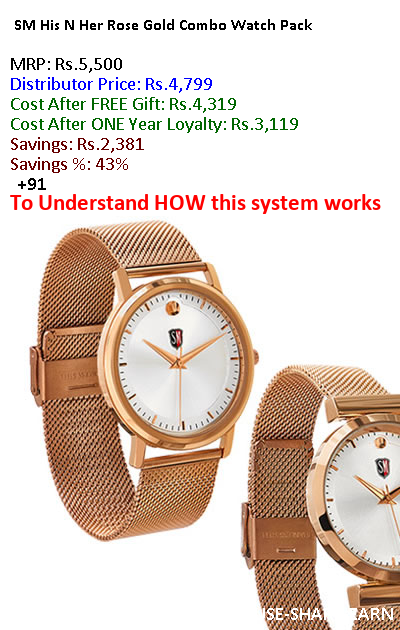 SM His N Her Rose Gold Combo Watch Pack
MRP: Rs.5,500
Distributor Price: Rs.4,799
Cost After FREE Gift: Rs.4,319
Cost After ONE Year Loyalty: Rs.3,119
Savings: Rs.2,381
Savings %: 43%
+91
To Understand HOW this system works
SM
SM